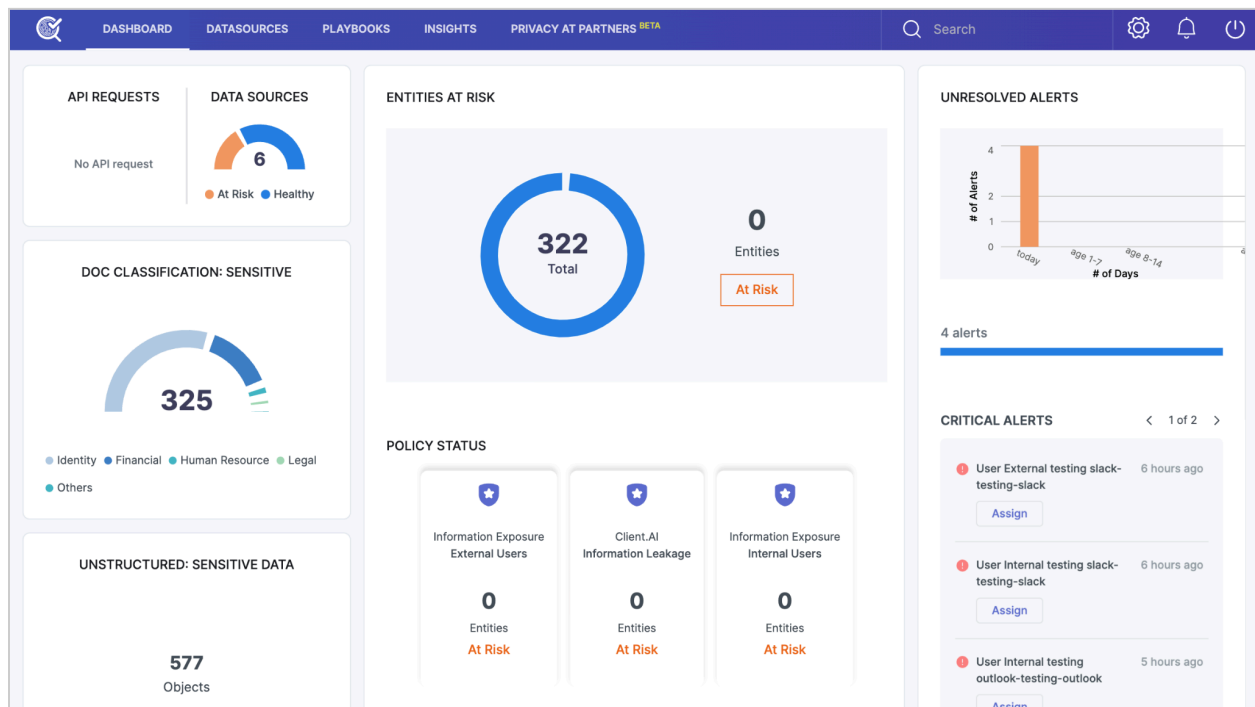 DASHBOARD
DATASOURCES
PLAYBOOKS
INSIGHTS
PRIVACY AT PARTNERS BETA
Search
API REQUESTS
No API request
DATA SOURCES
6
At Risk
Healthy
DOC CLASSIFICATION: SENSITIVE
325
Identity
Financial
Human Resource
Legal
Others
UNSTRUCTURED: SENSITIVE DATA
577
Objects
ENTITIES AT RISK
322
Total
0
Entities
At Risk
POLICY STATUS
Information Exposure
External Users
0
Entities
At Risk
Client.AI
Information Leakage
0
Entities
At Risk
Information Exposure
Internal Users
0
Entities
At Risk
UNRESOLVED ALERTS
# of Alerts
4
2
1
0
today
age 1-7
age 8-14
# of Days
4 alerts
CRITICAL ALERTS
1 of 2
User External testing slack-
testing-slack
6 hours ago
Assign
User Internal testing slack-
testing-slack
6 hours ago
Assign
User Internal testing
outlook-testing-outlook
5 hours ago
Assign